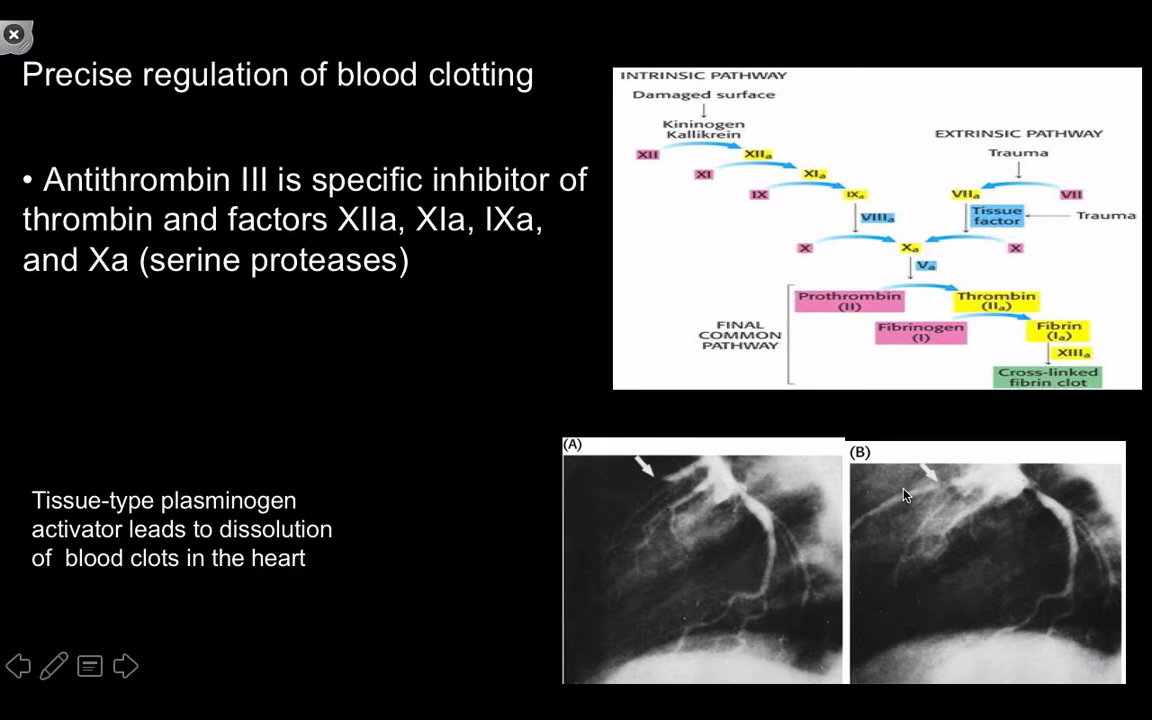 Precise regulation of blood clotting
• Antithrombin III is specific inhibitor of
thrombin and factors XIIa, XIa, IXa,
and Xa (serine proteases)
Tissue-type plasminogen
activator leads to dissolution
of blood clots in the heart
INTRINSIC PATHWAY
Damaged surface
Kininogen
Kallikrein
EXTRINSIC PATHWAY
Trauma
XII XIIa
XI XIa
IX IXa VIIa VII
VIIIa Tissue
factor Trauma
X Xa X
Va
Prothrombin
(II)
Thrombin
(IIa)
FINAL
COMMON
PATHWAY
Fibrinogen
(I)
Fibrin
(Ia)
XIIIa
Cross-linked
fibrin clot
(A)
(B)